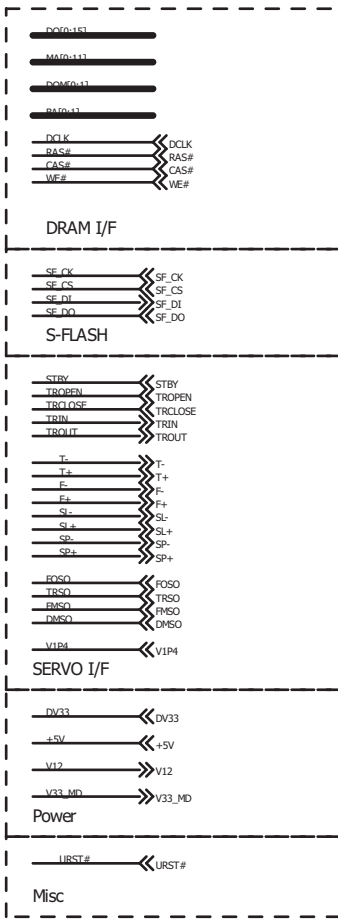 DQ[0:15]
MA[0:11]
DQM[0:1]
BA[0:1]
DCLK DCLK
RAS# RAS#
CAS# CAS#
WE# WE#
DRAM I/F
SF_CK SF_CK
SF_CS SF_CS
SF_DI SF_DI
SF_DO SF_DO
S-FLASH
STBY STBY
TROPEN TROPEN
TRCLOSE TRCLOSE
TRIN TRIN
TROUT TROUT
T- T-
T+ T+
F- F-
F+ F+
SL- SL-
SL+ SL+
SP- SP-
SP+ SP+
FOSO FOSO
TRSO TRSO
FMSO FMSO
DMSO DMSO
V1P4 V1P4
SERVO I/F
DV33 DV33
+5V +5V
V12 V12
V33_MD V33_MD
Power
URST# URST#
Misc